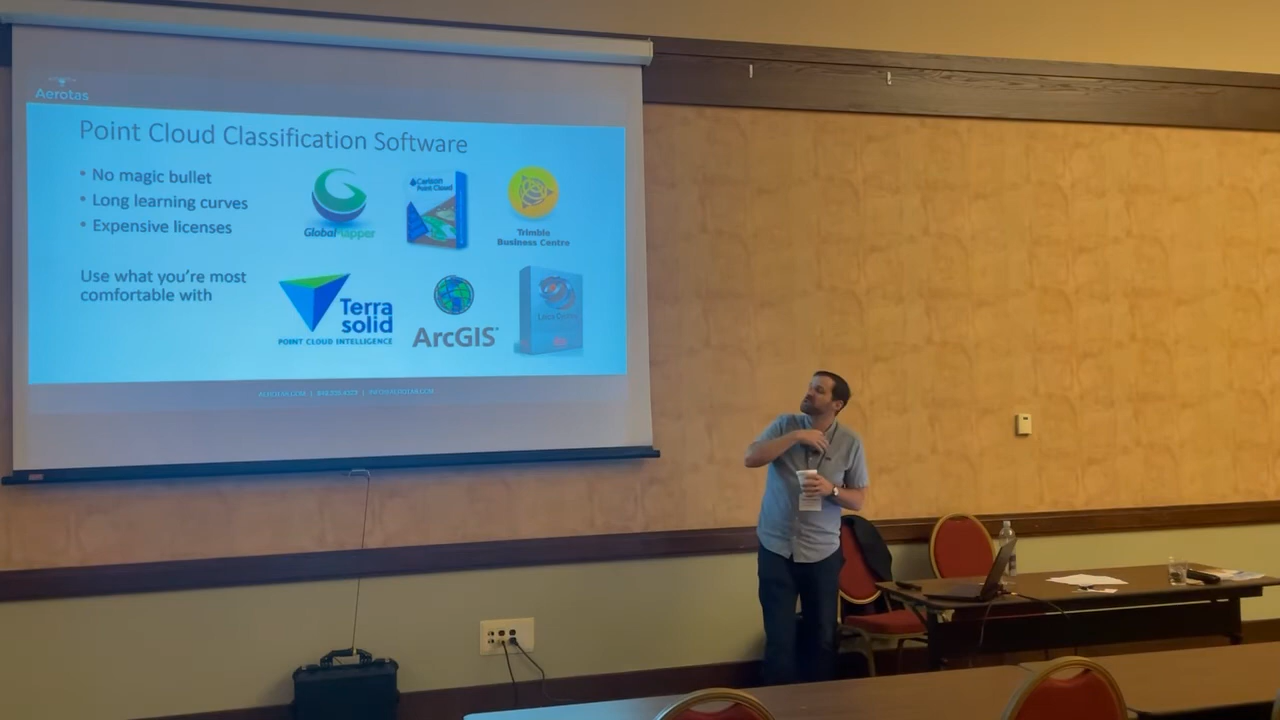 Aerotas
Point Cloud Classification Software
• No magic bullet
• Long learning curves
• Expensive licenses
Use what you're most
comfortable with
GlobalMapper
Carlson
Point Cloud
Trimble
Business Centre
Terra
solid
POINT CLOUD INTELLIGENCE
ArcGIS®